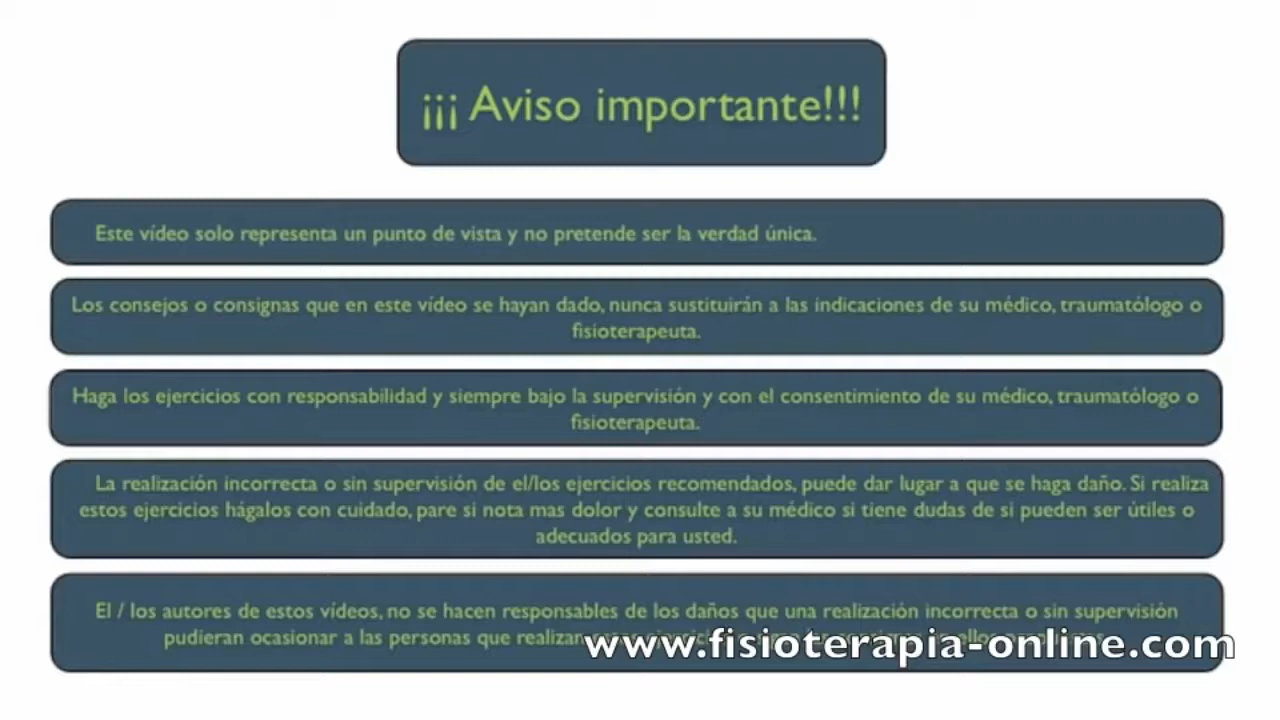 ¡¡¡ Aviso importante!!!
Este vídeo solo representa un punto de vista y no pretende ser la verdad única.
Los consejos o consignas que en este vídeo se hayan dado, nunca sustituirán a las indicaciones de su médico, traumatólogo o
fisioterapeuta.
Haga los ejercicios con responsabilidad y siempre bajo la supervisión y con el consentimiento de su médico, traumatólogo o
fisioterapeuta.
La realización incorrecta o sin supervisión de el/los ejercicios recomendados, puede dar lugar a que se haga daño. Si realiza
estos ejercicios hágalos con cuidado, pare si nota mas dolor y consulte a su médico si tiene dudas de si pueden ser útiles o
adecuados para usted.
El / los autores de estos vídeos, no se hacen responsables de los daños que una realización incorrecta o sin supervisión
pudieran ocasionar a las personas que realizan
www.fisioterapia-online.com